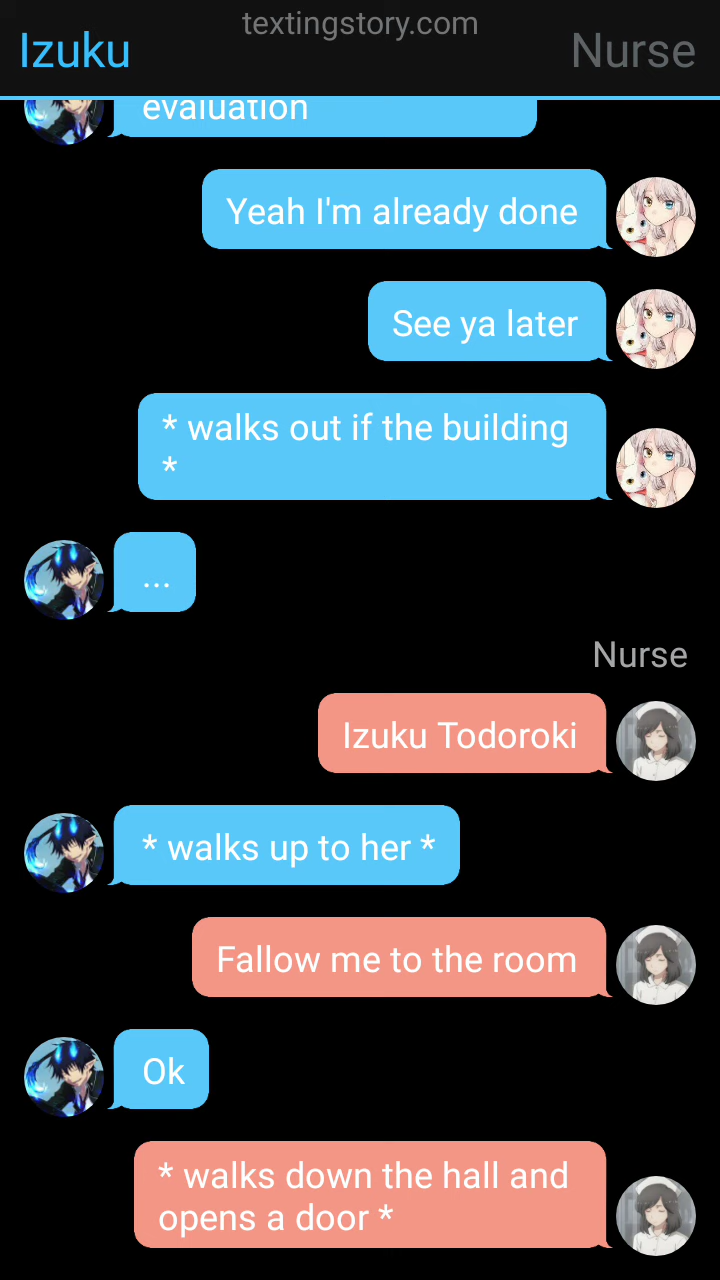 textingstory.com
Izuku
Nurse
evaluation
Yeah I'm already done
See ya later
* walks out if the building
*
...
Nurse
Izuku Todoroki
* walks up to her *
Fallow me to the room
Ok
* walks down the hall and
opens a door *